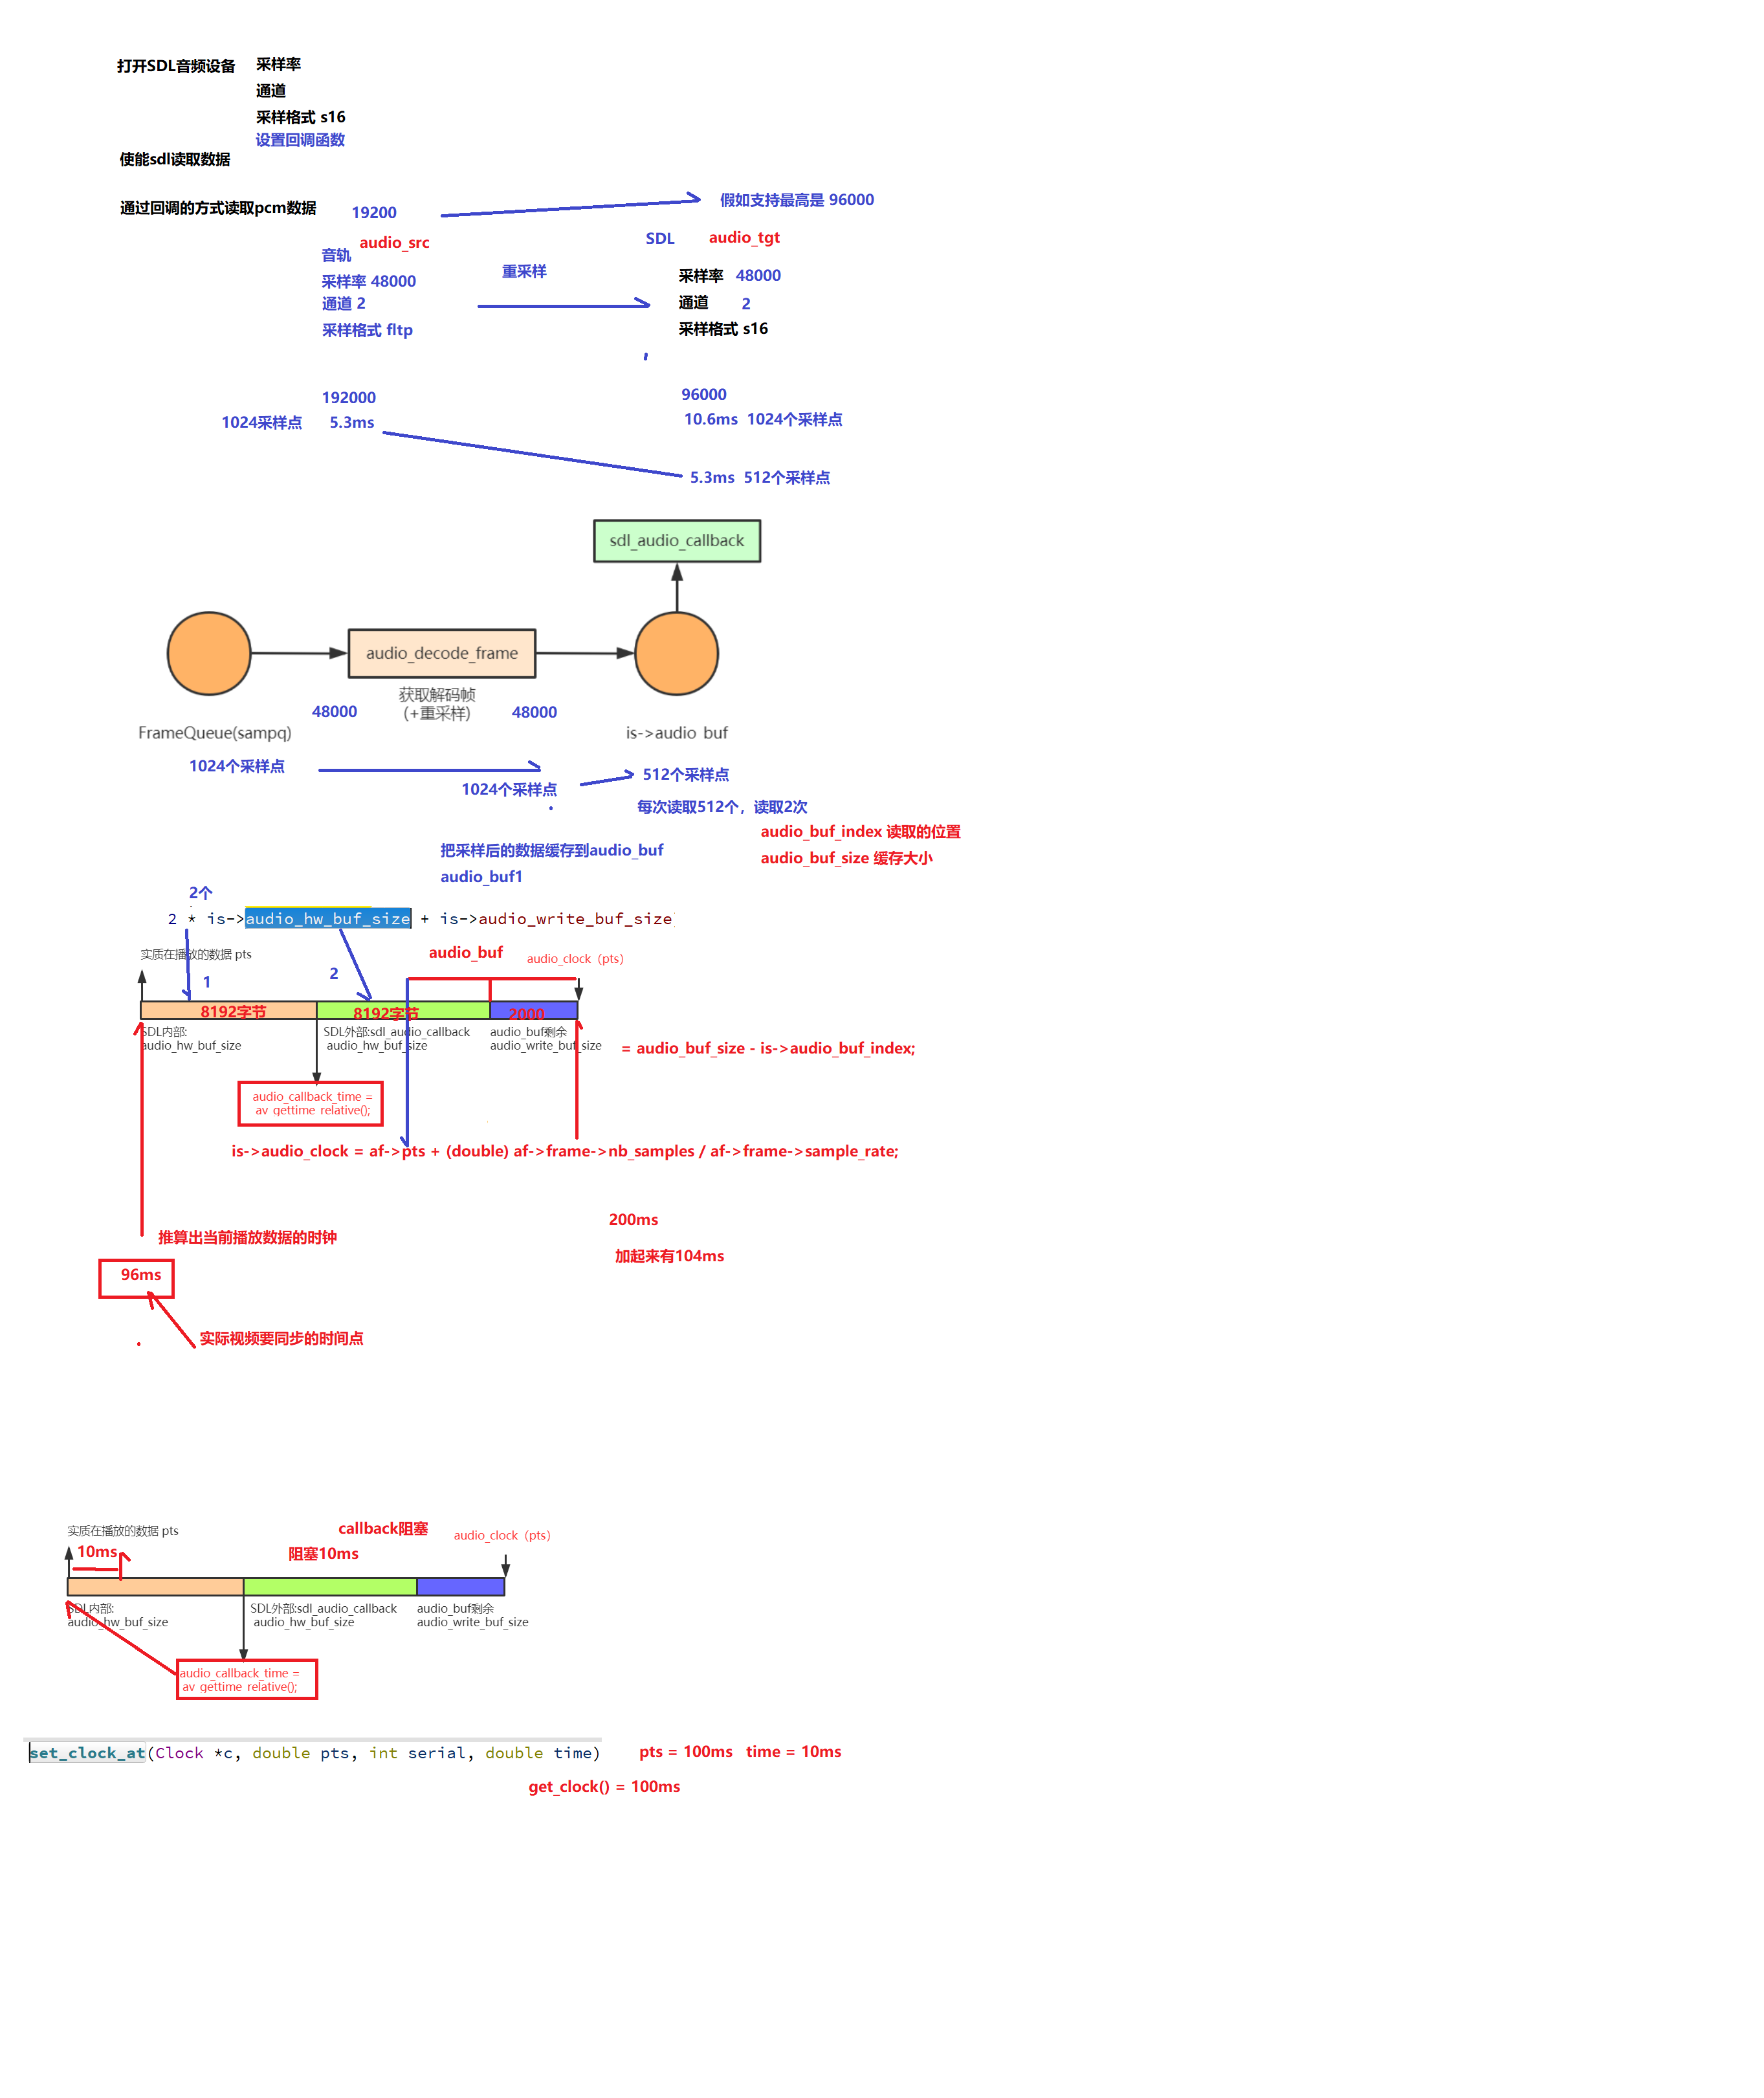 打开SDL音频设备
采样率
通道
采样格式 s16
设置回调函数
使能sdl读取数据
通过回调的方式读取pcm数据
19200
假如支持最高是 96000
audio_src
SDL
audio_tgt
音轨
重采样
采样率 48000
采样率 48000
通道 2
通道 2
采样格式 fltp
采样格式 s16
192000
96000
1024采样点 5.3ms
10.6ms 1024个采样点
5.3ms 512个采样点
sdl_audio_callback
audio_decode_frame
获取解码帧
(+重采样)
48000
48000
FrameQueue(sampq)
is->audio buf
1024个采样点
1024个采样点
512个采样点
每次读取512个，读取2次
audio_buf_index 读取的位置
audio_buf_size 缓存大小
把采样后的数据缓存到audio_buf
audio_buf1
2个
2 * is->audio_hw_buf_size + is->audio_write_buf_size
实质在播放的数据 pts
audio_buf
audio_clock（pts）
1
2
8192字节
8192字节
2000
SDL内部:
audio_hw_buf_size
SDL外部:sdl_audio_callback
audio_hw_buf_size
audio_buf剩余
audio_write_buf_size
= audio_buf_size - is->audio_buf_index;
audio_callback_time =
av_gettime_relative();
is->audio_clock = af->pts + (double) af->frame->nb_samples / af->frame->sample_rate;
200ms
推算出当前播放数据的时钟
加起来有104ms
96ms
实际视频要同步的时间点
实质在播放的数据 pts
callback阻塞
audio_clock（pts）
10ms
阻塞10ms
SDL内部:
audio_hw_buf_size
SDL外部:sdl_audio_callback
audio_hw_buf_size
audio_buf剩余
audio_write_buf_size
audio_callback_time =
av_gettime_relative();
set_clock_at(Clock *c, double pts, int serial, double time)
pts = 100ms time = 10ms
get_clock() = 100ms